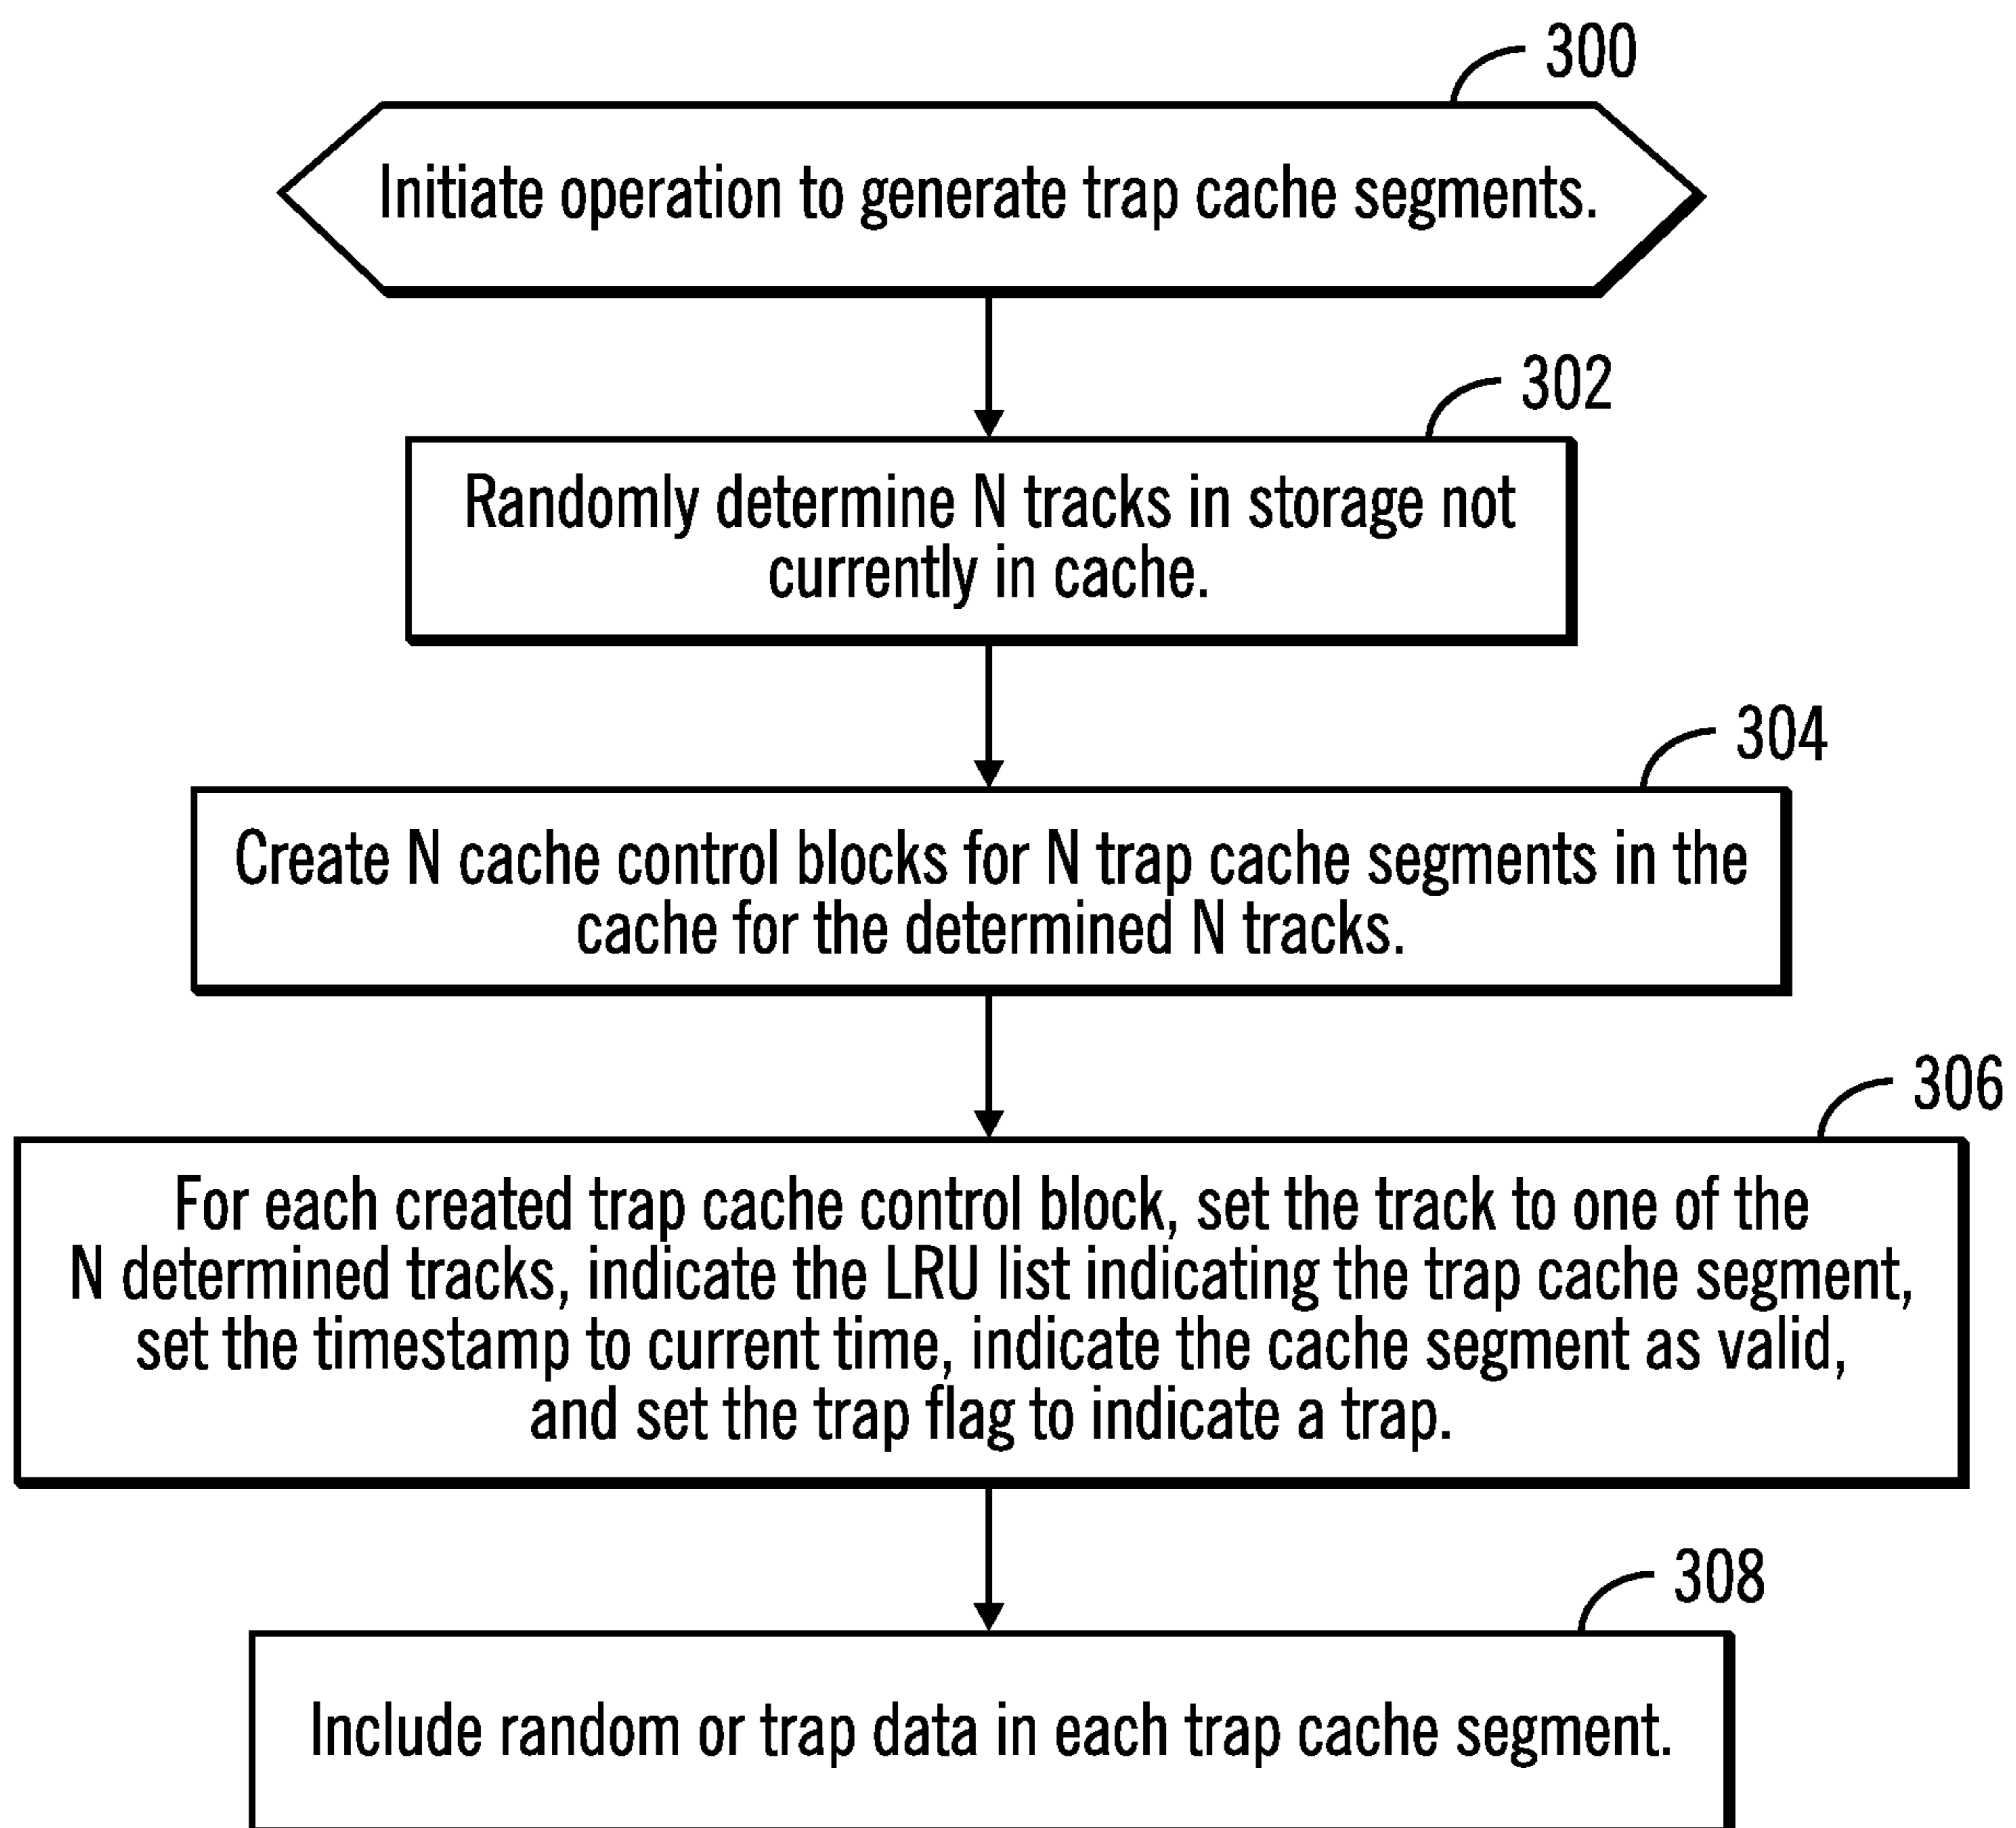 300
Initiate operation to generate trap cache segments.
302
Randomly determine N tracks in storage not
currently in cache.
304
Create N cache control blocks for N trap cache segments in the
cache for the determined N tracks.
306
For each created trap cache control block, set the track to one of the
N determined tracks, indicate the LRU list indicating the trap cache segment,
set the timestamp to current time, indicate the cache segment as valid,
and set the trap flag to indicate a trap.
308
Include random or trap data in each trap cache segment.